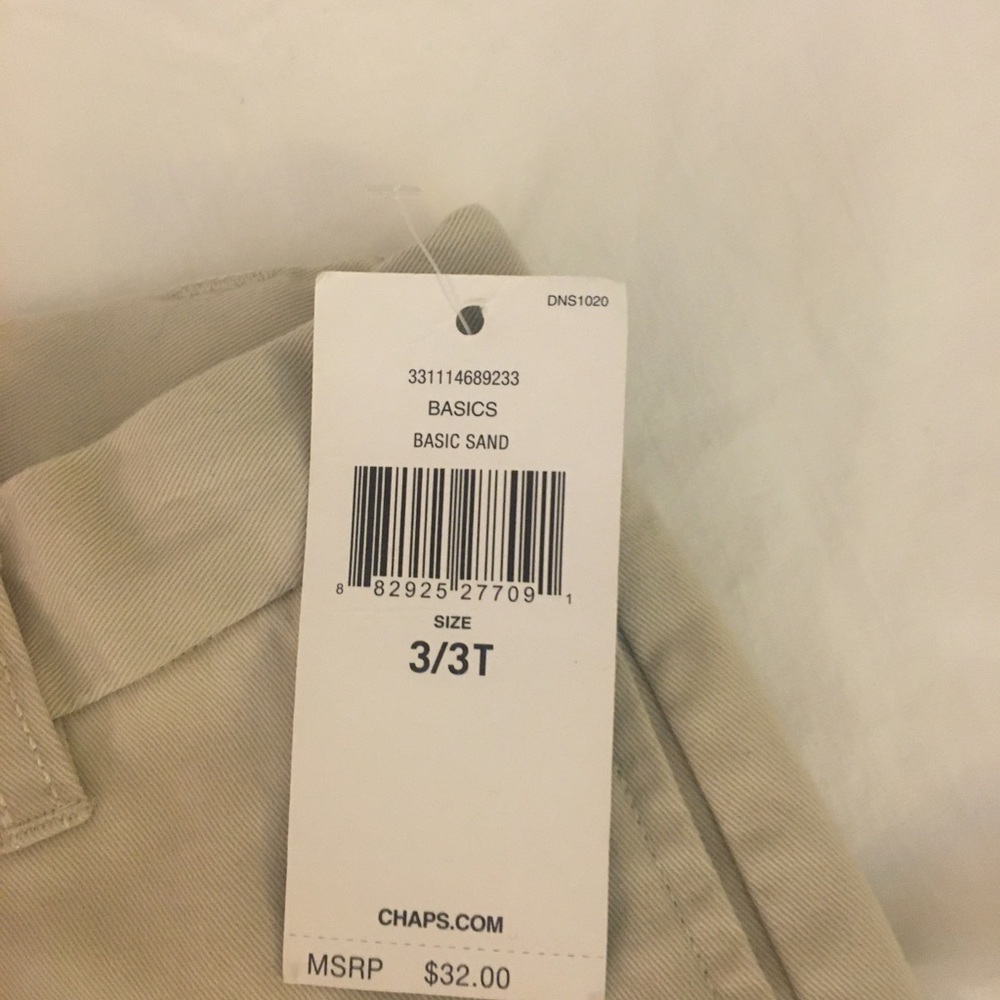 DNS1020
331114689233
BASICS
BASIC SAND
8 82925 27709 1
SIZE
3/3T
CHAPS.COM
MSRP $32.00